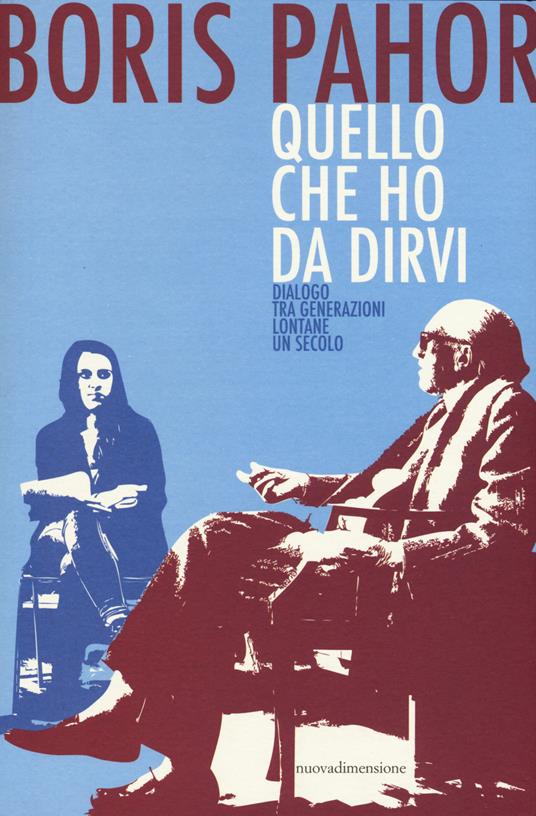 BORIS PAHOR
QUELLO
CHE HO
DA DIRVI
DIALOGO
TRA GENERAZIONI
LONTANE
UN SECOLO
nuovadimensione